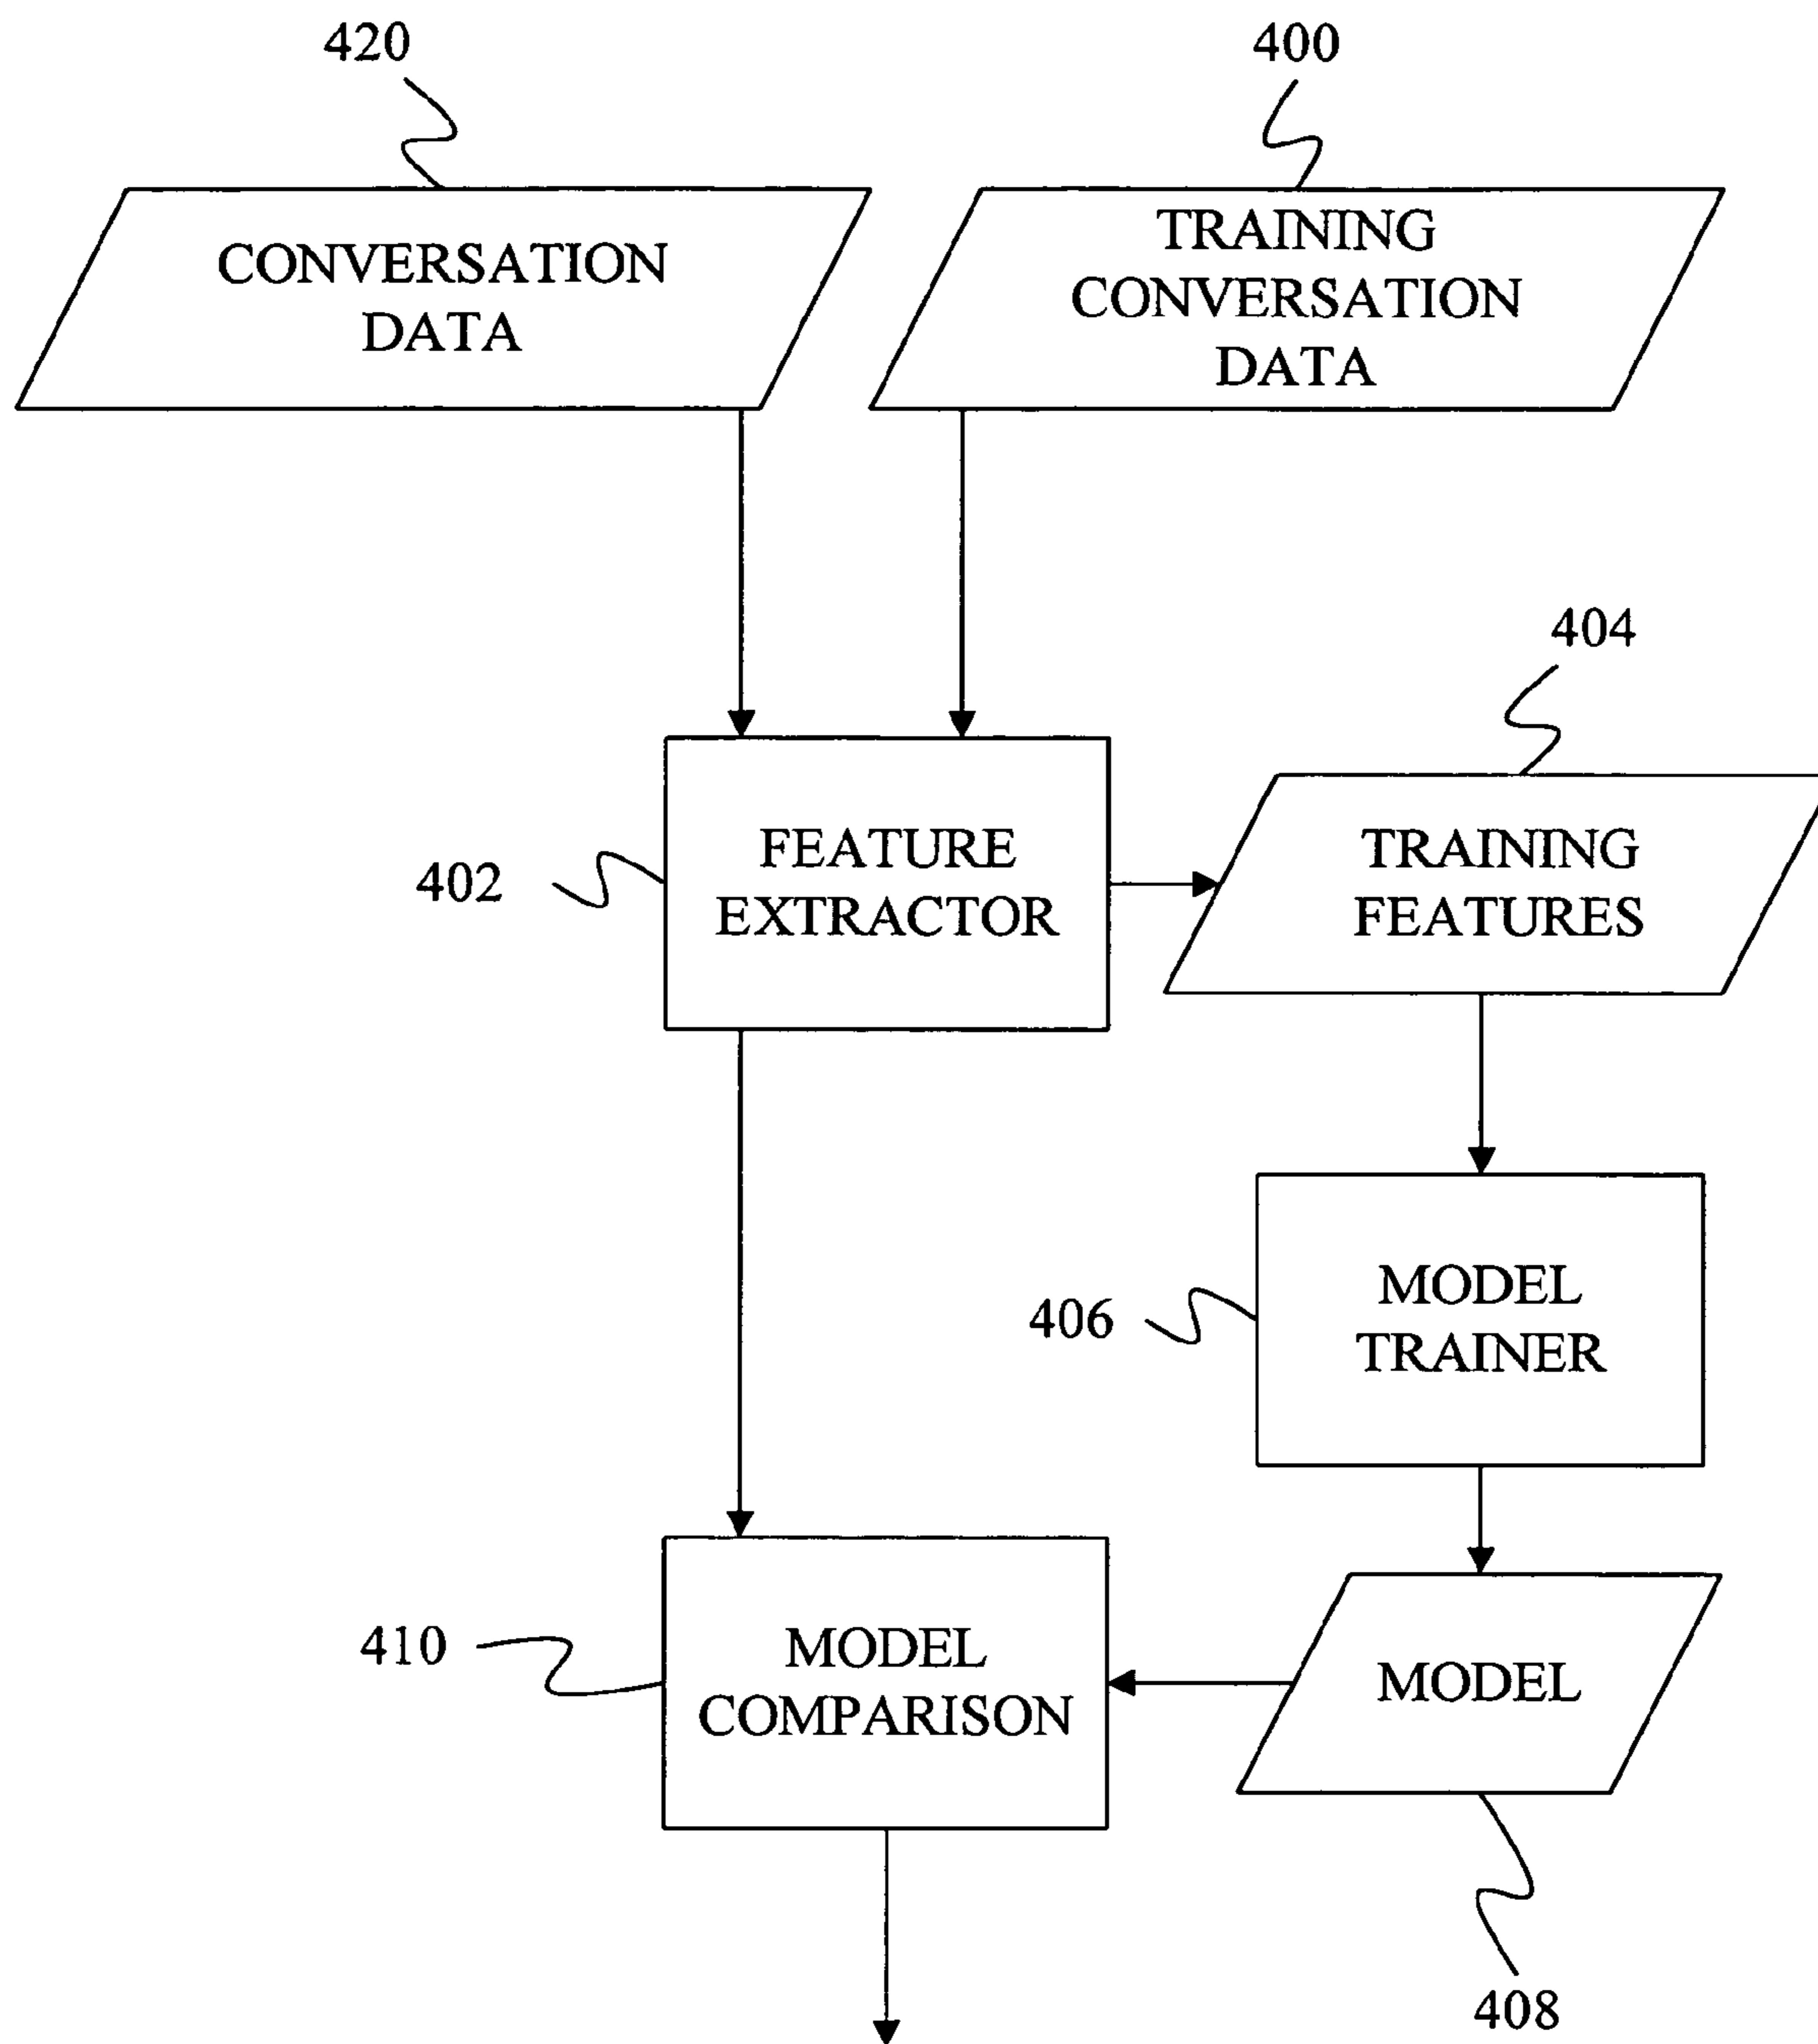 420
400
CONVERSATION
DATA
TRAINING
CONVERSATION
DATA
404
FEATURE
EXTRACTOR
402
TRAINING
FEATURES
MODEL
TRAINER
406
MODEL
COMPARISON
410
MODEL
408